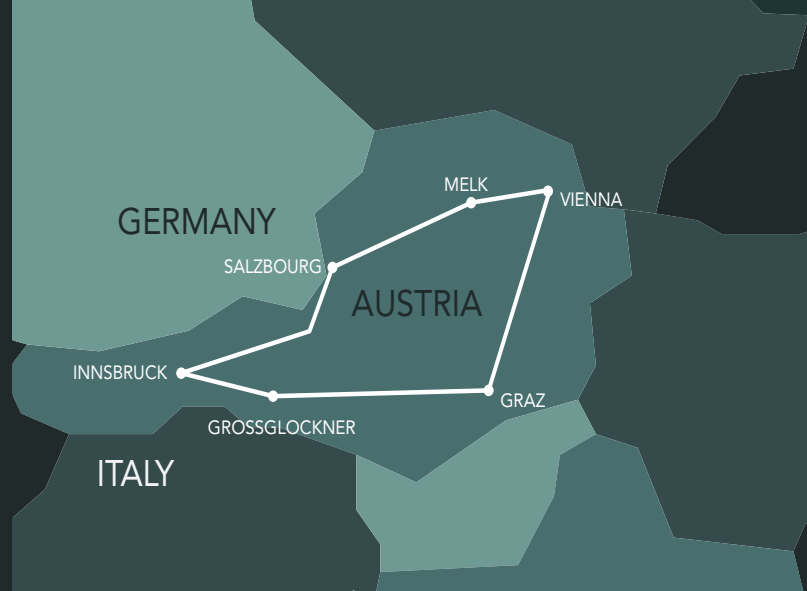 MELK
VIENNA
GERMANY
SALZBOURG
AUSTRIA
INNSBRUCK
GRAZ
GROSSGLOCKNER
ITALY